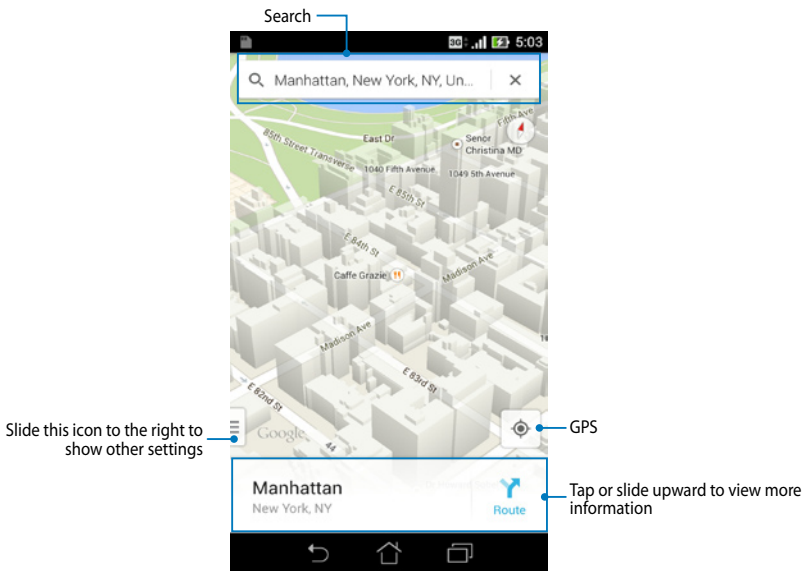 Search
3G 5:03
Manhattan, New York, NY, Un...
Fifth Ave
85th Street Transverse
East Dr
Senor
Christina MD
1040 Fifth Avenue
1049 5th Avenue
E 85th St
E 84th St
Caffe Grazie
Madison Ave
Madison Ave
E 83rd St
E 82nd St
Slide this icon to the right to
show other settings
Google
GPS
Manhattan
New York, NY
Route
Tap or slide upward to view more
information